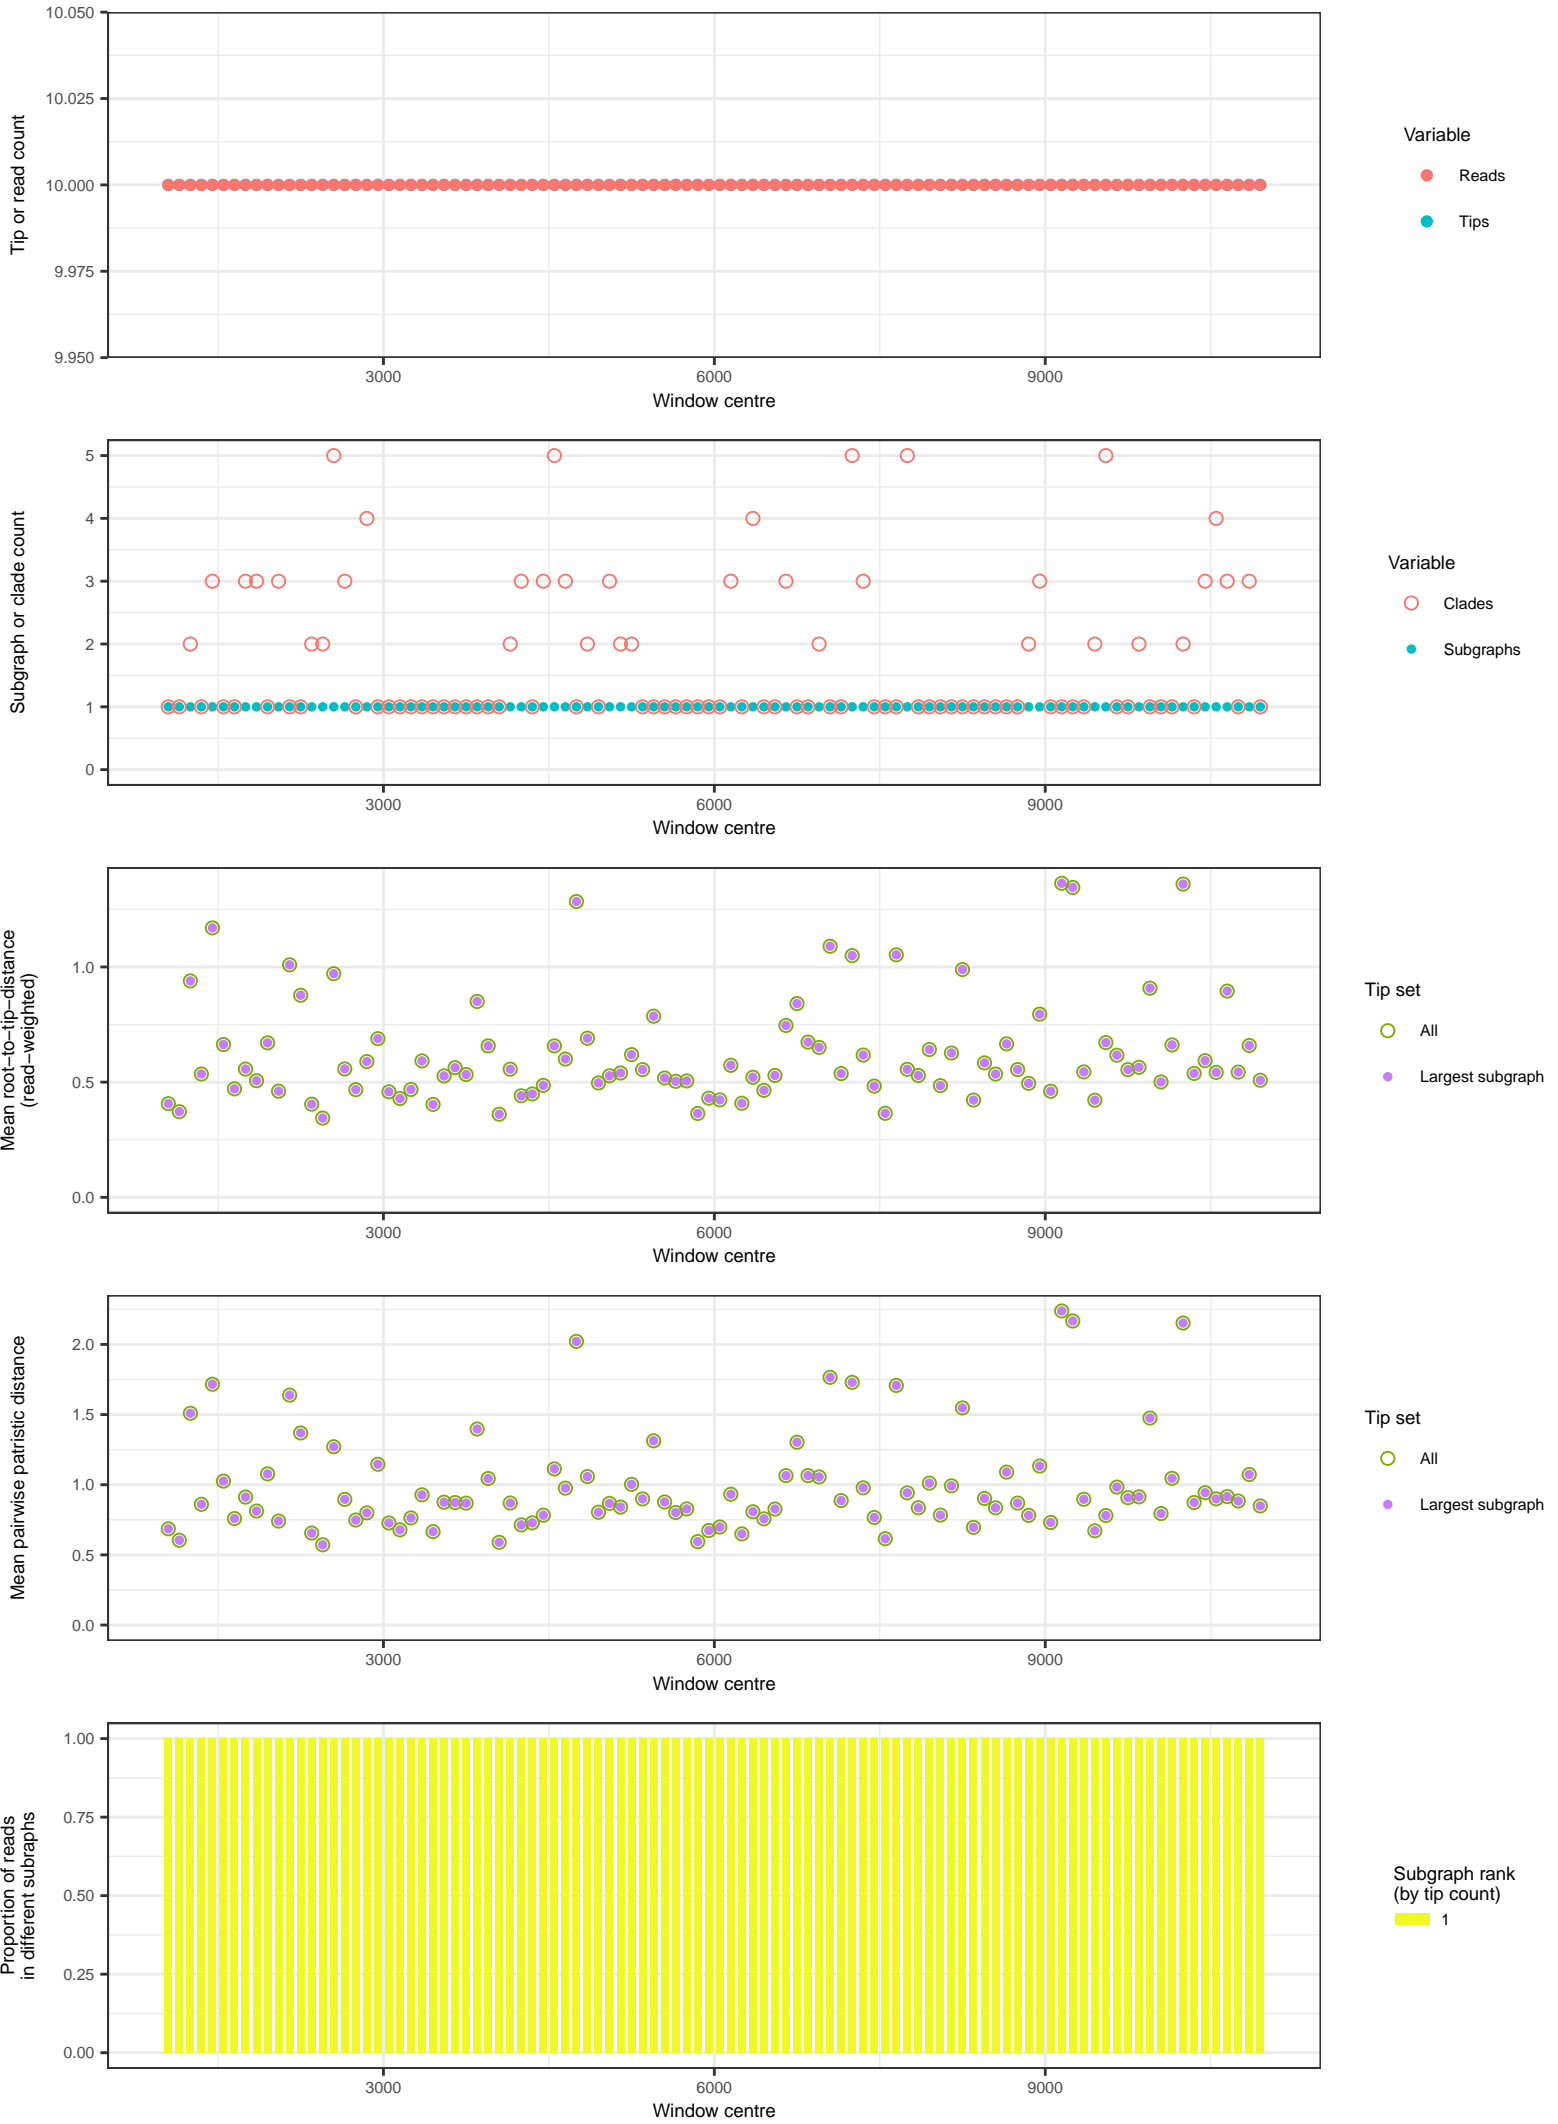 10.050
10.025
10.000
9.975
9.950
Tip or read count
3000 6000 9000
Window centre
Variable
Reads
Tips
5
4
3
2
1
0
Subgraph or clade count
3000 6000 9000
Window centre
Variable
Clades
Subgraphs
1.0
0.5
0.0
Mean root−to−tip−distance
(read−weighted)
3000 6000 9000
Window centre
Tip set
All
Largest subgraph
2.0
1.5
1.0
0.5
0.0
Mean pairwise patristic distance
3000 6000 9000
Window centre
Tip set
All
Largest subgraph
1.00
0.75
0.50
0.25
0.00
Proportion of reads
in different subraphs
3000 6000 9000
Window centre
Subgraph rank
(by tip count)
1